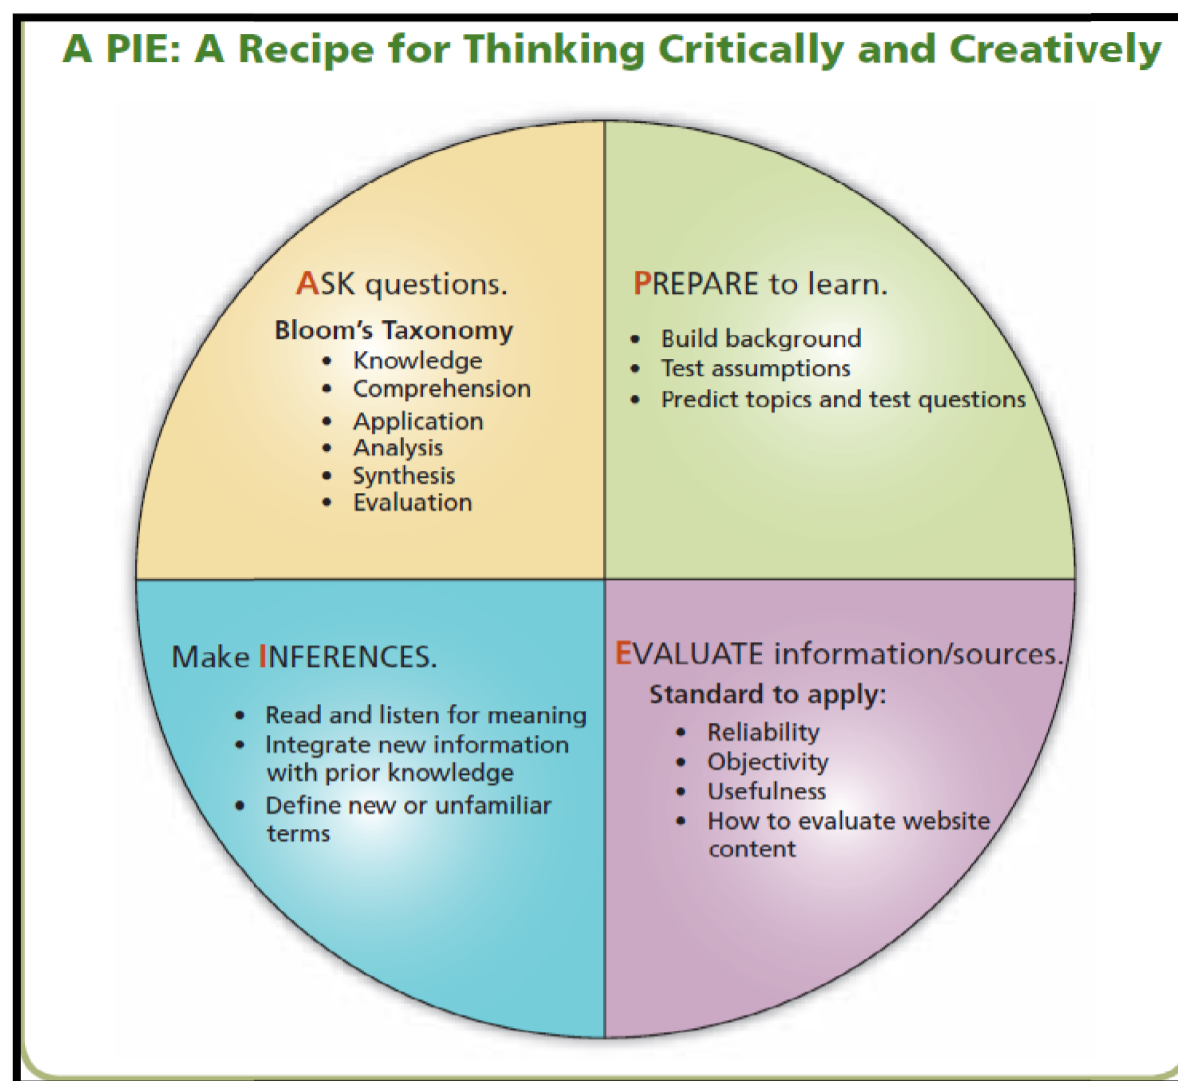 A PIE: A Recipe for Thinking Critically and Creatively
ASK questions.
Bloom's Taxonomy
• Knowledge
• Comprehension
• Application
• Analysis
• Synthesis
• Evaluation
PREPARE to learn.
• Build background
• Test assumptions
• Predict topics and test questions
Make INFERENCES.
• Read and listen for meaning
• Integrate new information
with prior knowledge
• Define new or unfamiliar
terms
EVALUATE information/sources.
Standard to apply:
• Reliability
• Objectivity
• Usefulness
• How to evaluate website
content